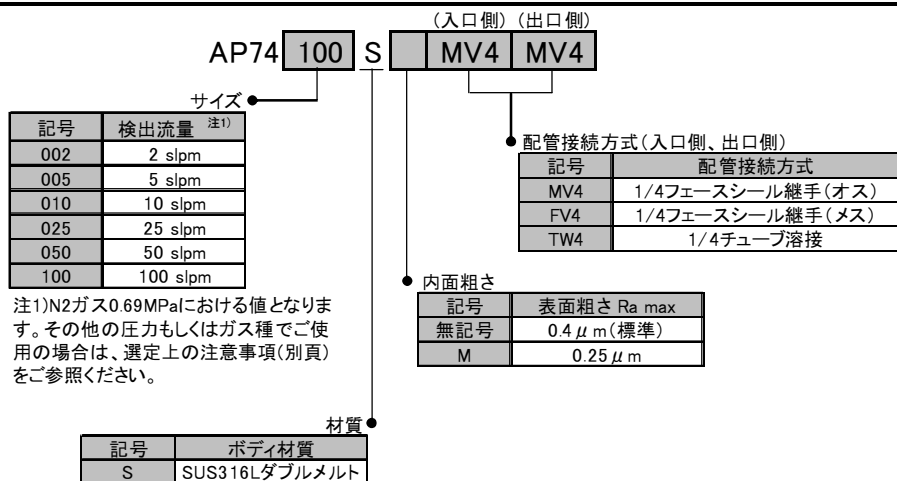 (入口側) (出口側)
AP74 100 S MV4 MV4
サイズ
記号 検出流量 注1)
002 2 slpm
005 5 slpm
010 10 slpm
025 25 slpm
050 50 slpm
100 100 slpm
注1)N2ガス0.69MPaにおける値となりま
す。その他の圧力もしくはガス種でご使
用の場合は、選定上の注意事項(別頁)
をご参照ください。
配管接続方式(入口側、出口側)
記号 配管接続方式
MV4 1/4フェースシール継手(オス)
FV4 1/4フェースシール継手(メス)
TW4 1/4チューブ溶接
内面粗さ
記号 表面粗さ Ra max
無記号 0.4μm(標準)
M 0.25μm
材質
記号 ボディ材質
S SUS316Lダブルメルト